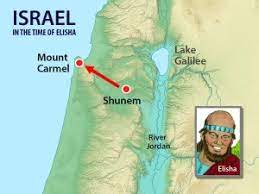 ISRAEL
IN THE TIME OF ELISHA
Mount
Carmel
Lake
Galilee
Shunem
River
Jordan
Elisha